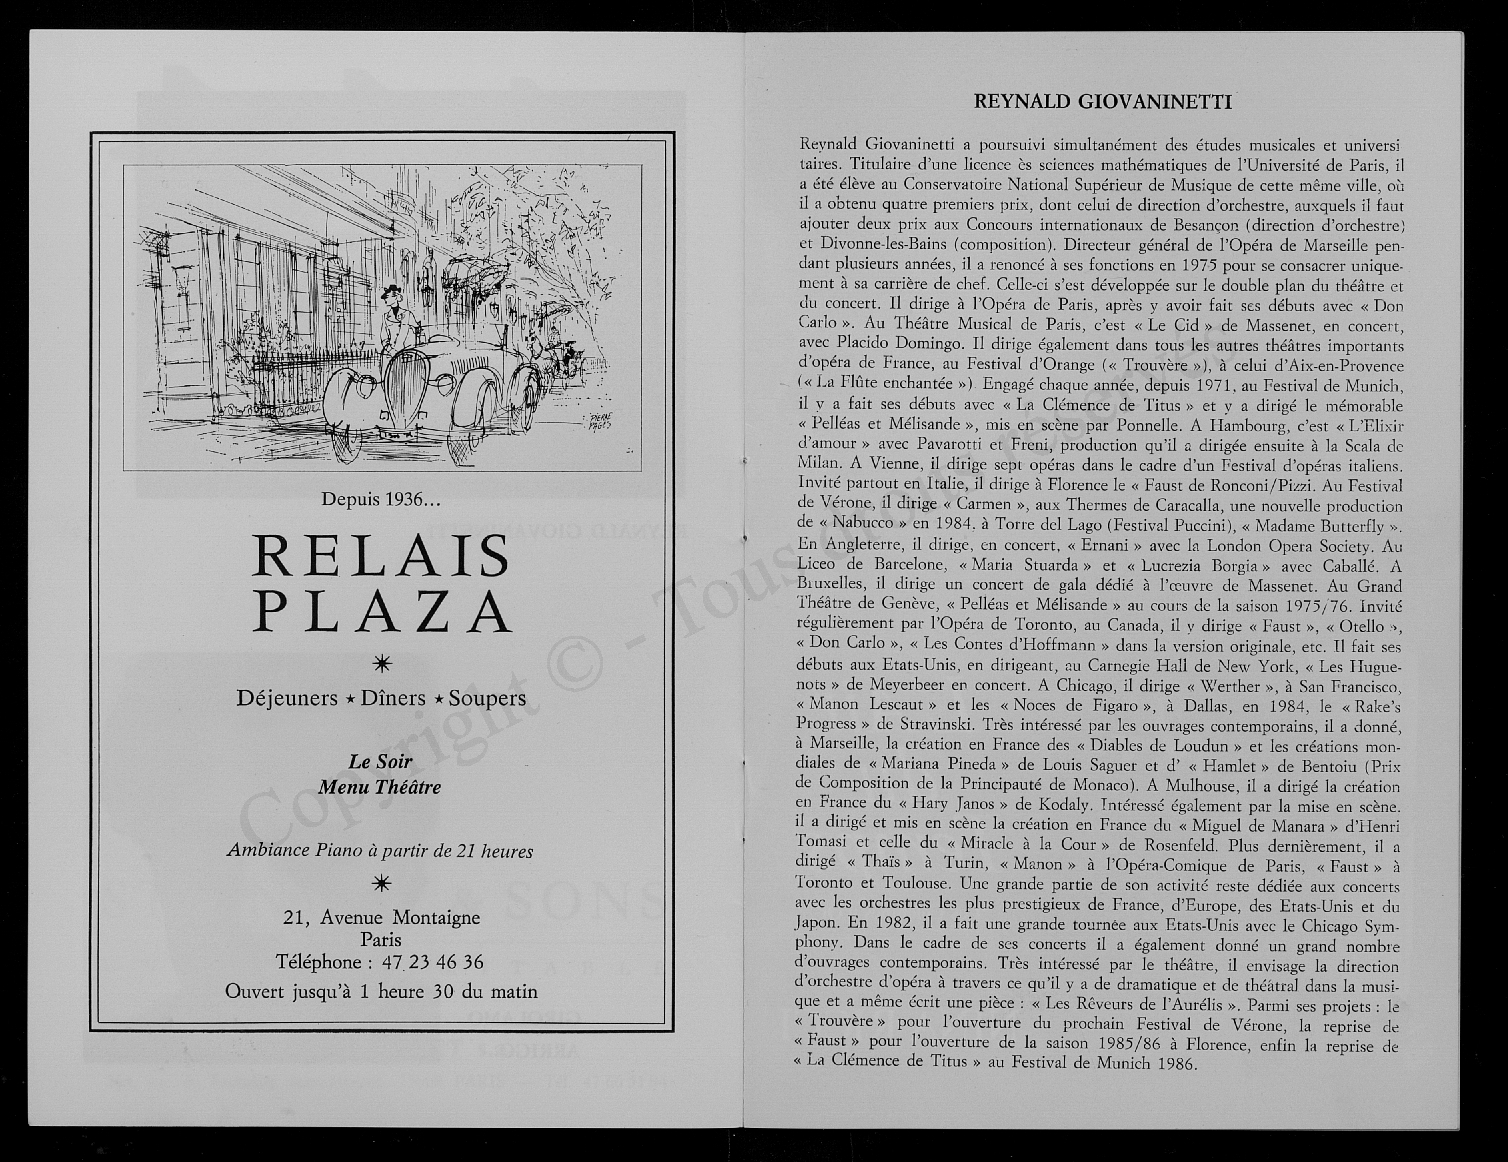 PIERRE
PAGES
Depuis 1936...
RELAIS
PLAZA
Déjeuners ★ Dîners ★ Soupers
Le Soir
Menu Théâtre
Ambiance Piano à partir de 21 heures
21, Avenue Montaigne
Paris
Téléphone : 47 23 46 36
Ouvert jusqu'à 1 heure 30 du matin
REYNALD GIOVANINETTI
Reynald Giovaninetti a poursuivi simultanément des études musicales et universi
taires. Titulaire d'une licence ès sciences mathématiques de l'Université de Paris, il
a été élève au Conservatoire National Supérieur de Musique de cette même ville, où
il a obtenu quatre premiers prix, dont celui de direction d'orchestre, auxquels il faut
ajouter deux prix aux Concours internationaux de Besançon (direction d'orchestre)
et Divonne-les-Bains (composition). Directeur général de l'Opéra de Marseille pen-
dant plusieurs années, il a renoncé à ses fonctions en 1975 pour se consacrer unique-
ment à sa carrière de chef. Celle-ci s'est développée sur le double plan du théâtre et
du concert. Il dirige à l'Opéra de Paris, après y avoir fait ses débuts avec « Don
Carlo ». Au Théâtre Musical de Paris, c'est « Le Cid » de Massenet, en concert,
avec Placido Domingo. Il dirige également dans tous les autres théâtres importants
d'opéra de France, au Festival d'Orange (« Trouvère »), à celui d'Aix-en-Provence
(« La Flûte enchantée »). Engagé chaque année, depuis 1971, au Festival de Munich,
il y a fait ses débuts avec « La Clémence de Titus » et y a dirigé le mémorable
« Pelléas et Mélisande », mis en scène par Ponnelle. A Hambourg, c'est « L'Elixir
d'amour » avec Pavarotti et Freni, production qu'il a dirigée ensuite à la Scala de
Milan. A Vienne, il dirige sept opéras dans le cadre d'un Festival d'opéras italiens.
Invité partout en Italie, il dirige à Florence le « Faust de Ronconi/Pizzi. Au Festival
de Vérone, il dirige « Carmen », aux Thermes de Caracalla, une nouvelle production
de « Nabucco » en 1984, à Torre del Lago (Festival Puccini), « Madame Butterfly ».
En Angleterre, il dirige, en concert, « Ernani » avec la London Opera Society. Au
Liceo de Barcelone, « Maria Stuarda » et « Lucrezia Borgia » avec Caballé. A
Bruxelles, il dirige un concert de gala dédié à l'œuvre de Massenet. Au Grand
Théâtre de Genève, « Pelléas et Mélisande » au cours de la saison 1975/76. Invité
régulièrement par l'Opéra de Toronto, au Canada, il y dirige « Faust », « Otello »,
« Don Carlo », « Les Contes d'Hoffmann » dans la version originale, etc. Il fait ses
débuts aux Etats-Unis, en dirigeant, au Carnegie Hall de New York, « Les Hugue-
nots » de Meyerbeer en concert. A Chicago, il dirige « Werther », à San Francisco,
« Manon Lescaut » et les « Noces de Figaro », à Dallas, en 1984, le « Rake's
Progress » de Stravinski. Très intéressé par les ouvrages contemporains, il a donné,
à Marseille, la création en France des « Diables de Loudun » et les créations mon-
diales de « Mariana Pineda » de Louis Saguer et d' « Hamlet » de Bentoiu (Prix
de Composition de la Principauté de Monaco). A Mulhouse, il a dirigé la création
en France du « Hary Janos » de Kodaly. Intéressé également par la mise en scène.
il a dirigé et mis en scène la création en France du « Miguel de Manara » d'Henri
Tomasi et celle du « Miracle à la Cour » de Rosenfeld. Plus dernièrement, il a
dirigé « Thaïs » à Turin, « Manon » à l'Opéra-Comique de Paris, « Faust » à
Toronto et Toulouse. Une grande partie de son activité reste dédiée aux concerts
avec les orchestres les plus prestigieux de France, d'Europe, des Etats-Unis et du
Japon. En 1982, il a fait une grande tournée aux Etats-Unis avec le Chicago Sym-
phony. Dans le cadre de ses concerts il a également donné un grand nombre
d'ouvrages contemporains. Très intéressé par le théâtre, il envisage la direction
d'orchestre d'opéra à travers ce qu'il y a de dramatique et de théâtral dans la musi-
que et a même écrit une pièce : « Les Rêveurs de l'Aurélis ». Parmi ses projets : le
« Trouvère » pour l'ouverture du prochain Festival de Vérone, la reprise de
« Faust » pour l'ouverture de la saison 1985/86 à Florence, enfin la reprise de
« La Clémence de Titus » au Festival de Munich 1986.
Copyright © - Tous droits réservés